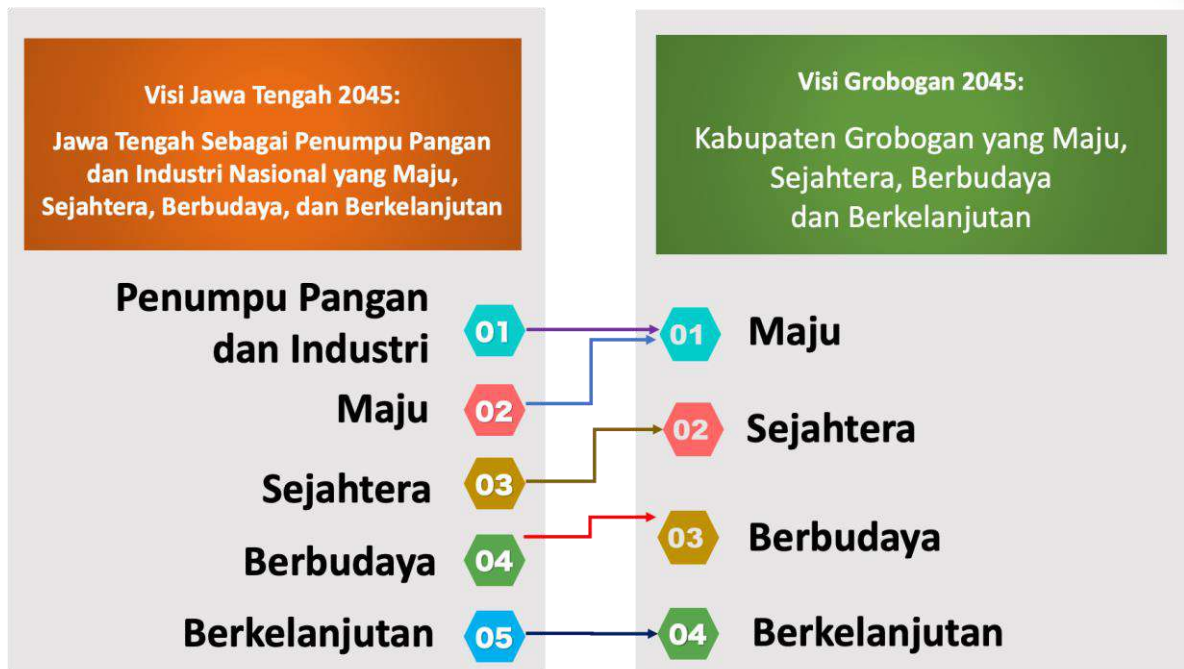 Visi Jawa Tengah 2045:
Jawa Tengah Sebagai Penumpu Pangan
dan Industri Nasional yang Maju,
Sejahtera, Berbudaya, dan Berkelanjutan
Penumpu Pangan
dan Industri
01
Maju
02
Sejahtera
03
Berbudaya
04
Berkelanjutan
05
Visi Grobogan 2045:
Kabupaten Grobogan yang Maju,
Sejahtera, Berbudaya
dan Berkelanjutan
01
Maju
02
Sejahtera
03
Berbudaya
04
Berkelanjutan